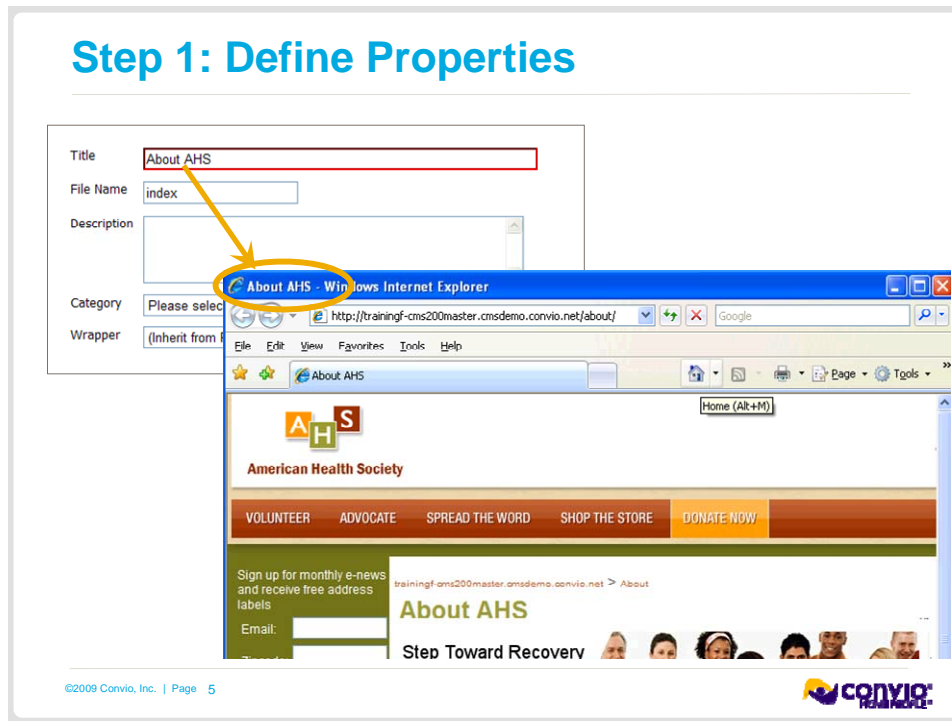 Step 1: Define Properties
Title
About AHS
File Name
index
Description
Category
Please selec
Wrapper
(Inherit from
About AHS - Windows Internet Explorer
http://trainingf-cms200master.cmsdemo.convio.net/about/
Google
File Edit View Favorites Tools Help
About AHS
Page
Tools
»
Home (Alt+M)
AHS
American Health Society
VOLUNTEER ADVOCATE SPREAD THE WORD SHOP THE STORE DONATE NOW
Sign up for monthly e-news
and receive free address
labels
Email:
trainingf-cms200master.cmsdemo.convio.net > About
About AHS
Step Toward Recovery
©2009 Convio, Inc. | Page 5
convio